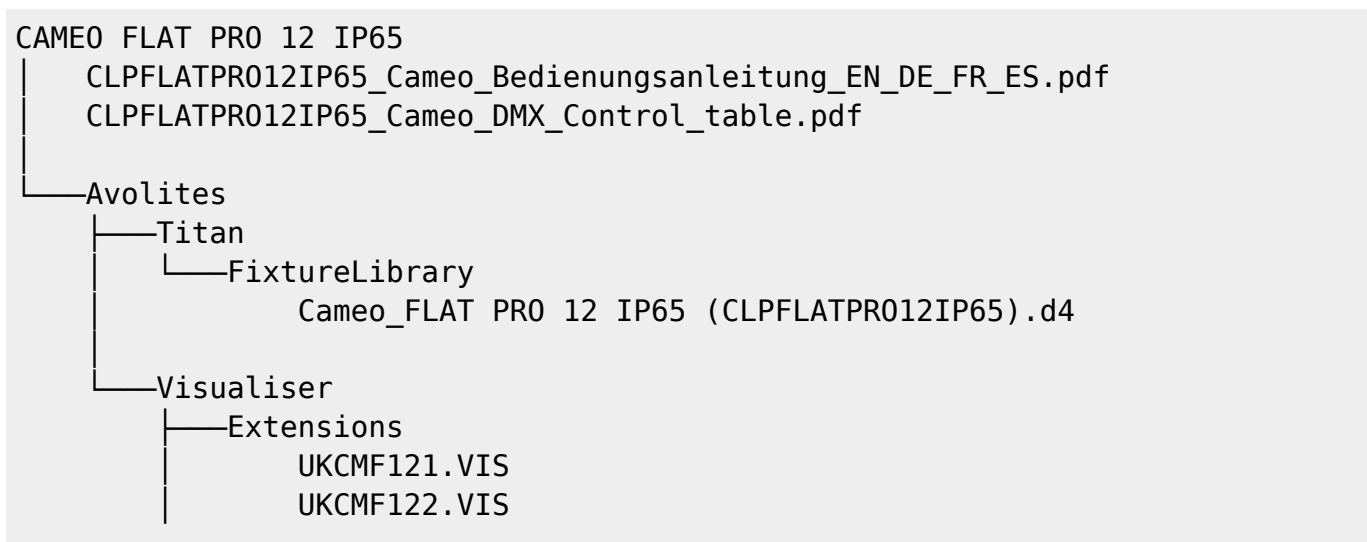 CAMEO FLAT PRO 12 IP65
│   CLPFLATPRO12IP65_Cameo_Bedienungsanleitung_EN_DE_FR_ES.pdf
│   CLPFLATPRO12IP65_Cameo_DMX_Control_table.pdf
│
└───Avolites
    ├───Titan
    │   └───FixtureLibrary
    │           Cameo_FLAT PRO 12 IP65 (CLPFLATPRO12IP65).d4
    │
    └───Visualiser
        ├───Extensions
        │       UKCMF121.VIS
        │       UKCMF122.VIS